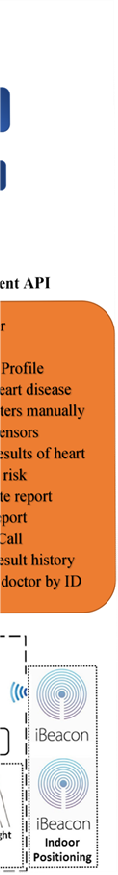 ent API
r
Profile
eart disease
ters manually
ensors
esults of heart
risk
te report
port
Call
esult history
doctor by ID
iBeacon
ght
iBeacon
Indoor
Positioning